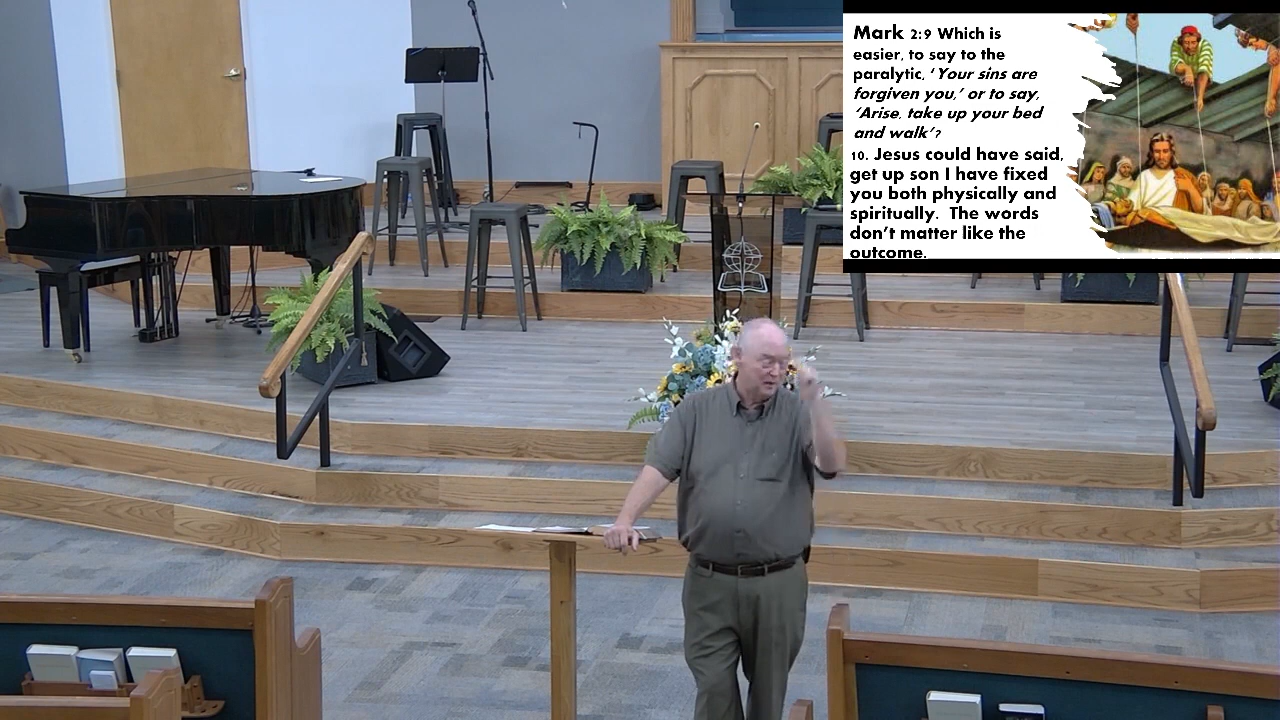 Mark 2:9 Which is
easier, to say to the
paralytic, ‘Your sins are
forgiven you,’ or to say,
‘Arise, take up your bed
and walk’?
10. Jesus could have said,
get up son I have fixed
you both physically and
spiritually. The words
don’t matter like the
outcome.